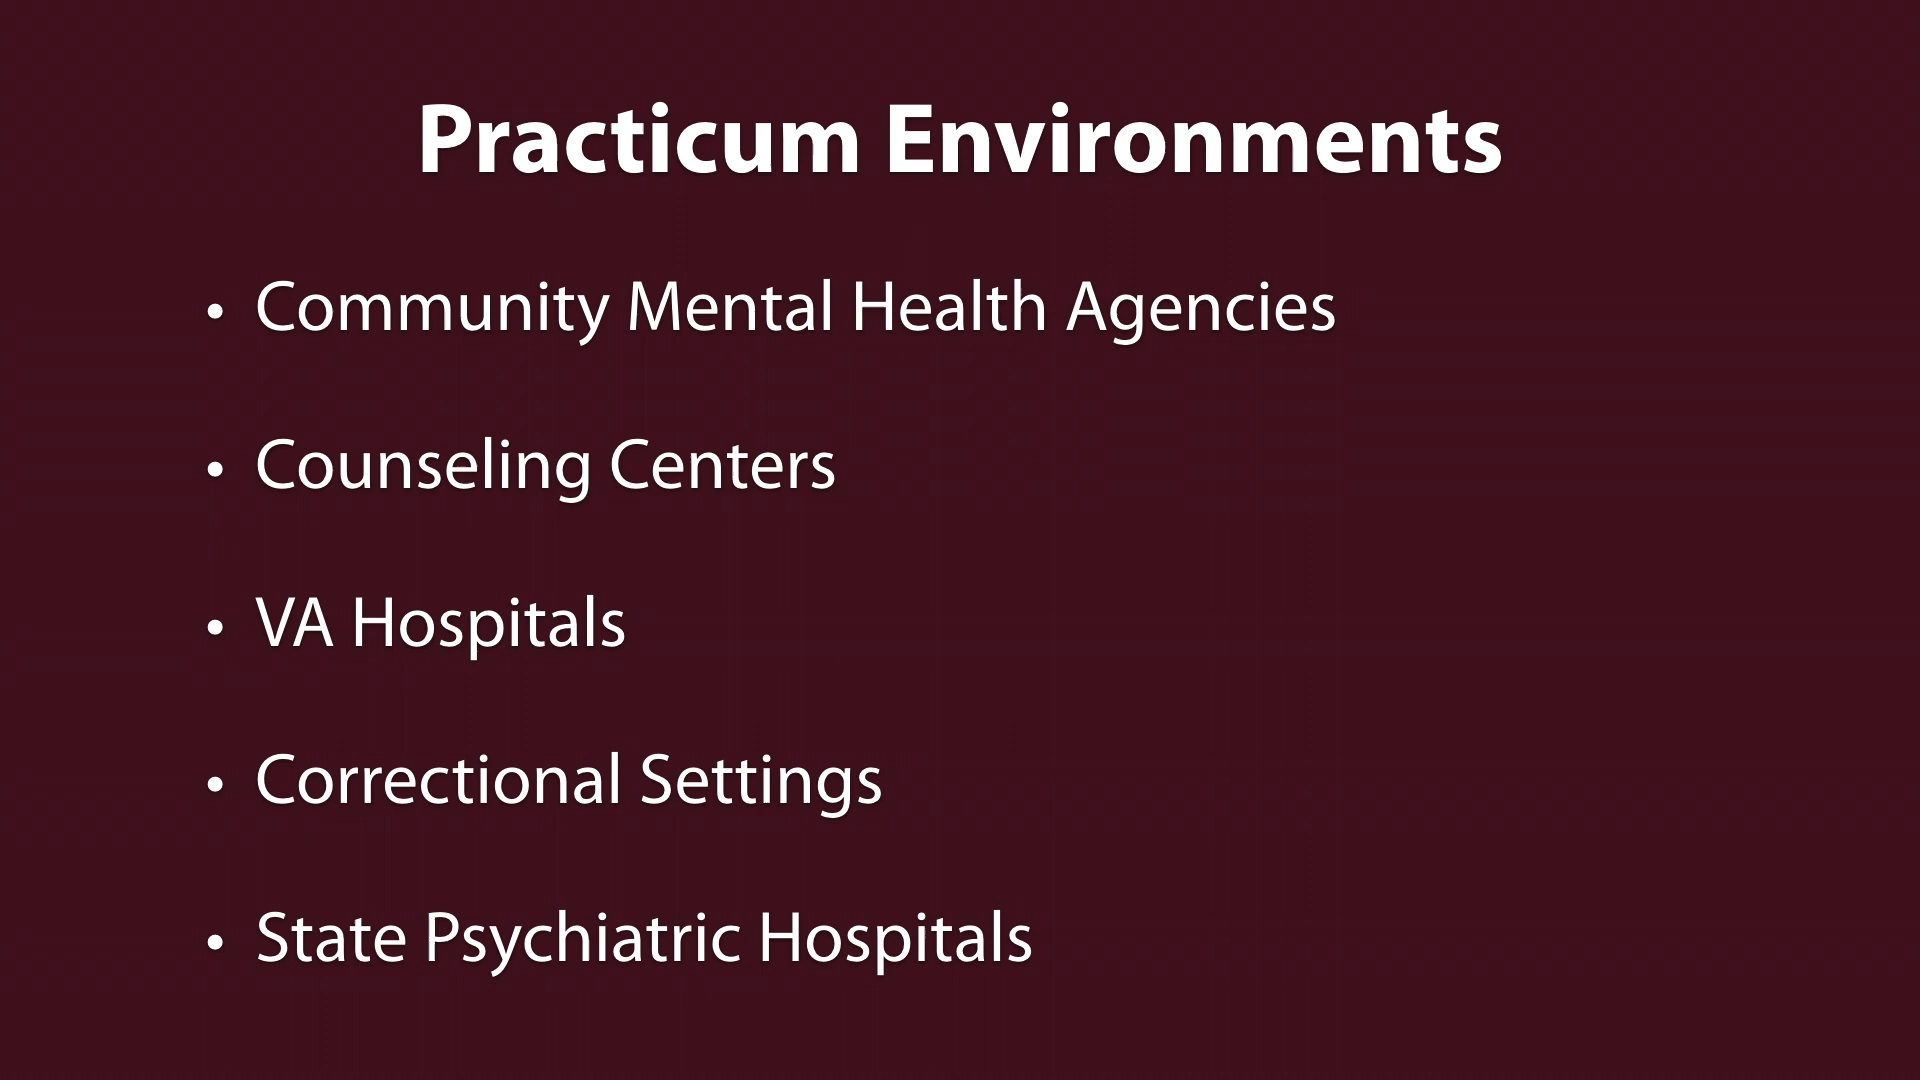 Practicum Environments
• Community Mental Health Agencies
• Counseling Centers
• VA Hospitals
• Correctional Settings
• State Psychiatric Hospitals